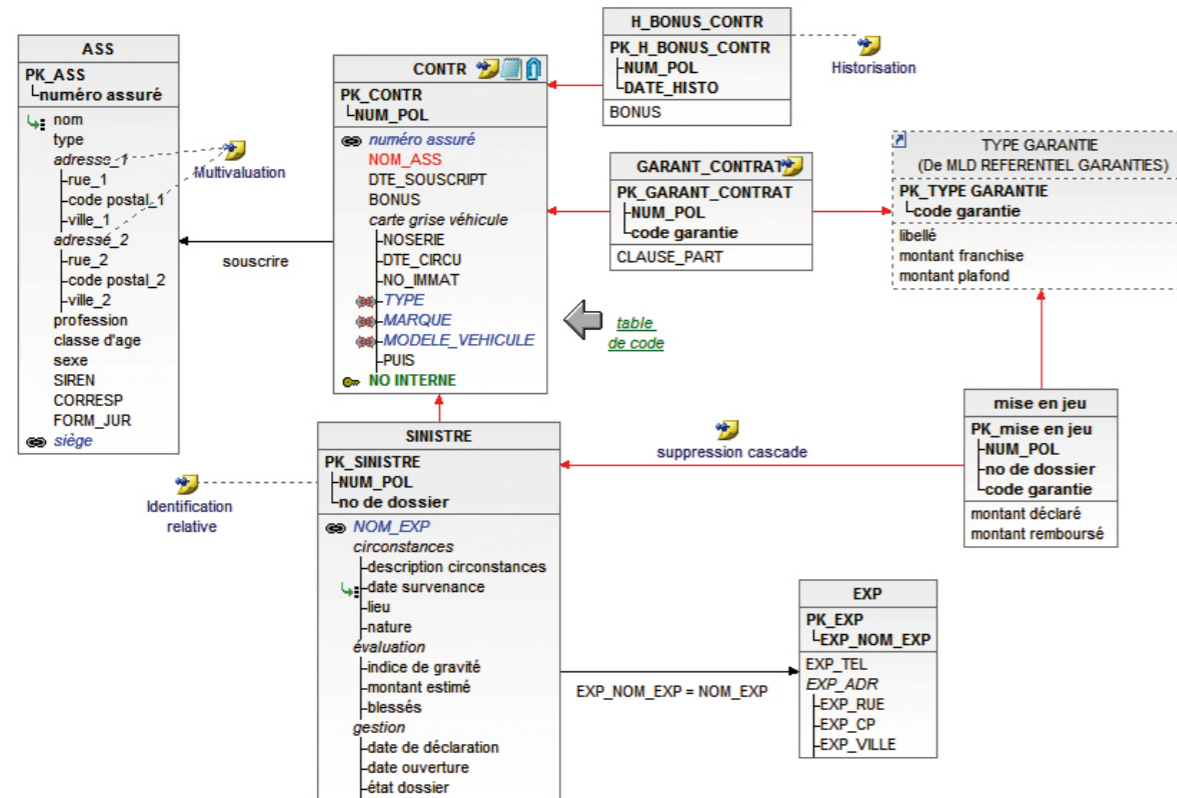 ASS
PK_ASS
numéro assuré
nom
type
adresse_1
rue_1
code postal_1
ville_1
adresse_2
rue_2
code postal_2
ville_2
profession
classe d'age
sexe
SIREN
CORRESP
FORM_JUR
siège
Multivaluation
souscrire
CONTR
PK_CONTR
NUM_POL
numéro assuré
NOM_ASS
DTE_SOUSCRIPT
BONUS
carte grise véhicule
NOSERIE
DTE_CIRCU
NO_IMMAT
TYPE
MARQUE
MODELE_VEHICULE
PUIS
NO INTERNE
H_BONUS_CONTR
PK_H_BONUS_CONTR
NUM_POL
DATE_HISTO
BONUS
Historisation
GARANT_CONTRAT
PK_GARANT_CONTRAT
NUM_POL
code garantie
CLAUSE_PART
TYPE GARANTIE
(De MLD REFERENTIEL GARANTIES)
PK_TYPE GARANTIE
code garantie
libellé
montant franchise
montant plafond
table
de code
mise en jeu
PK_mise en jeu
NUM_POL
no de dossier
code garantie
montant déclaré
montant remboursé
suppression cascade
SINISTRE
PK_SINISTRE
NUM_POL
no de dossier
NOM_EXP
circonstances
description circonstances
date survenance
lieu
nature
évaluation
indice de gravité
montant estimé
blessés
gestion
date de déclaration
date ouverture
état dossier
Identification
relative
EXP_NOM_EXP = NOM_EXP
EXP
PK_EXP
EXP_NOM_EXP
EXP_TEL
EXP_ADR
EXP_RUE
EXP_CP
EXP_VILLE